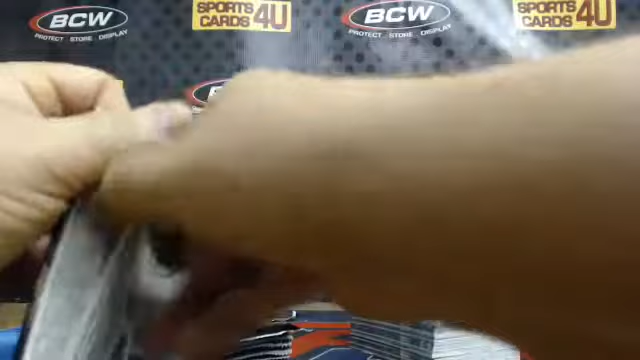 BCW
PROTECT STORE DISPLAY
SPORTS
CARDS 4U
BCW
PROTECT STORE DISPLAY
SPORTS
CARDS 4U